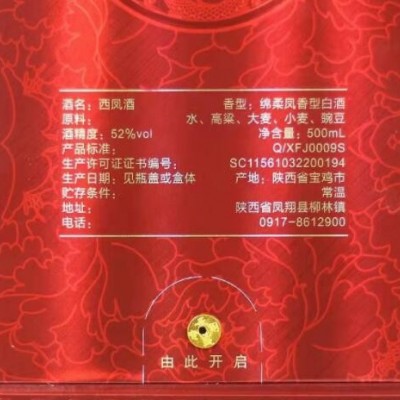 酒名：西凤酒 香型：绵柔凤香型白酒
原料： 水、高粱、大麦、小麦、豌豆
酒精度：52%vol 净含量：500mL
产品标准： Q/XFJ0009S
生产许可证证书编号： SC11561032200194
生产日期：见瓶盖或盒体 产地：陕西省宝鸡市
贮存条件： 常温
地址： 陕西省凤翔县柳林镇
电话： 0917-8612900
由此开启